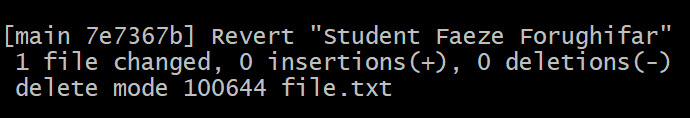 [main 7e7367b] Revert "Student Faeze Forughifar"
1 file changed, 0 insertions(+), 0 deletions(-)
delete mode 100644 file.txt